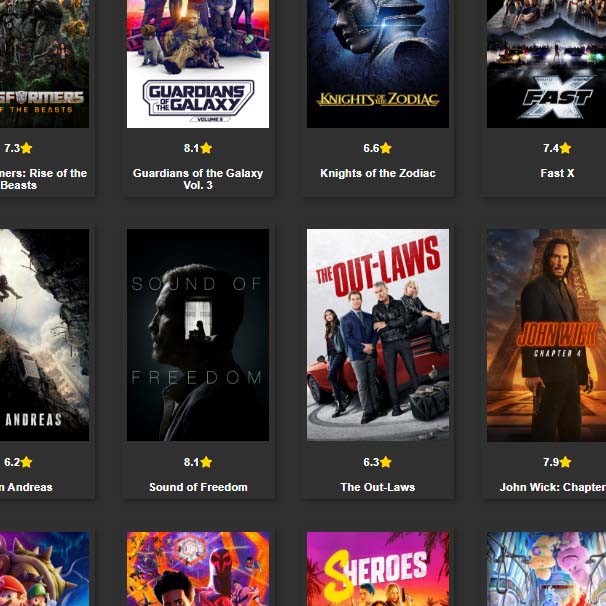 SFORMERS
OF THE BEASTS
GUARDIANS
OF THE
GALAXY
VOLUME 3
KNIGHTS OF THE ZODIAC
FAST X
7.3
8.1
6.6
7.4
mers: Rise of the
Beasts
Guardians of the Galaxy
Vol. 3
Knights of the Zodiac
Fast X
ANDREAS
SOUND OF
FREEDOM
THE OUT-LAWS
JOHN WICK
CHAPTER 4
6.2
8.1
6.3
7.9
n Andreas
Sound of Freedom
The Out-Laws
John Wick: Chapter
SHEROES